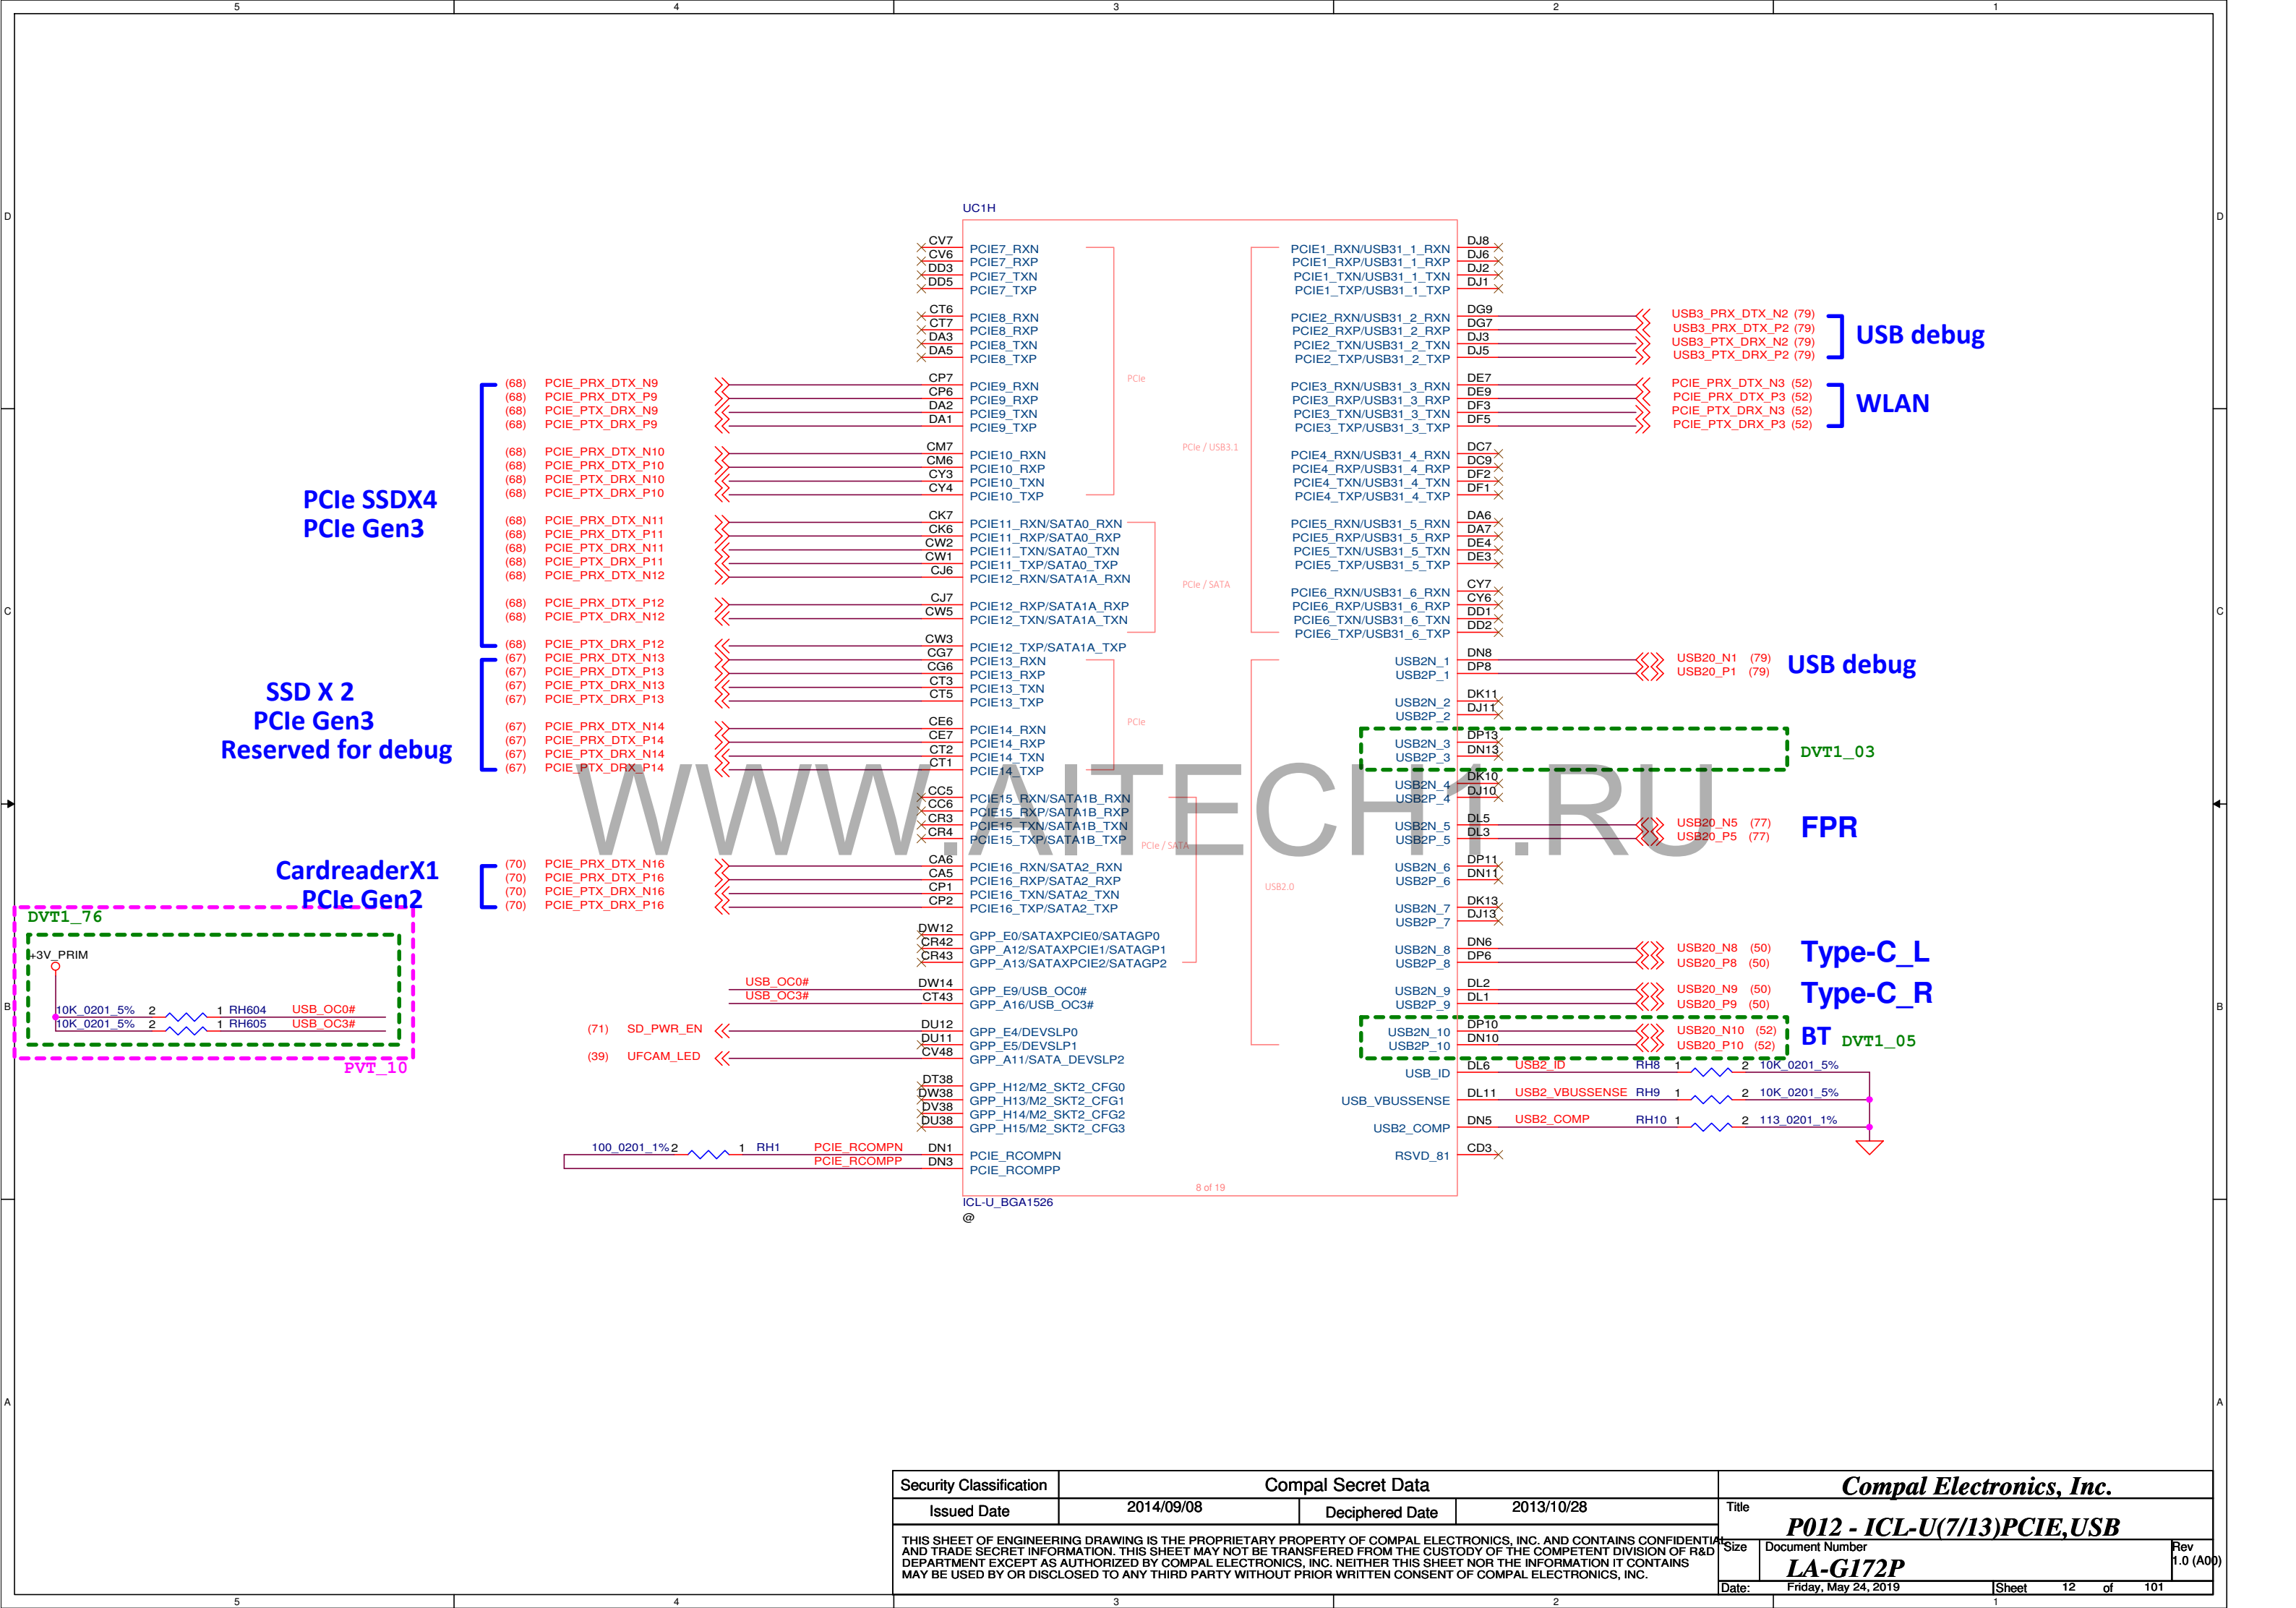 5 4 3 2 1
D D
C C
B B
A A
UC1H
CV7 PCIE7_RXN
CV6 PCIE7_RXP
DD3 PCIE7_TXN
DD5 PCIE7_TXP
CT6 PCIE8_RXN
CT7 PCIE8_RXP
DA3 PCIE8_TXN
DA5 PCIE8_TXP
PCIe SSDX4
PCIe Gen3
(68) PCIE_PRX_DTX_N9 CP7 PCIE9_RXN
(68) PCIE_PRX_DTX_P9 CP6 PCIE9_RXP
(68) PCIE_PTX_DRX_N9 DA2 PCIE9_TXN
(68) PCIE_PTX_DRX_P9 DA1 PCIE9_TXP
(68) PCIE_PRX_DTX_N10 CM7 PCIE10_RXN
(68) PCIE_PRX_DTX_P10 CM6 PCIE10_RXP
(68) PCIE_PTX_DRX_N10 CY3 PCIE10_TXN
(68) PCIE_PTX_DRX_P10 CY4 PCIE10_TXP
(68) PCIE_PRX_DTX_N11 CK7 PCIE11_RXN/SATA0_RXN
(68) PCIE_PRX_DTX_P11 CK6 PCIE11_RXP/SATA0_RXP
(68) PCIE_PTX_DRX_N11 CW2 PCIE11_TXN/SATA0_TXN
(68) PCIE_PTX_DRX_P11 CW1 PCIE11_TXP/SATA0_TXP
(68) PCIE_PRX_DTX_N12 CJ6 PCIE12_RXN/SATA1A_RXN
(68) PCIE_PRX_DTX_P12 CJ7 PCIE12_RXP/SATA1A_RXP
(68) PCIE_PTX_DRX_N12 CW5 PCIE12_TXN/SATA1A_TXN
(68) PCIE_PTX_DRX_P12 CW3 PCIE12_TXP/SATA1A_TXP
SSD X 2
PCIe Gen3
Reserved for debug
(67) PCIE_PRX_DTX_N13 CG7 PCIE13_RXN
(67) PCIE_PRX_DTX_P13 CG6 PCIE13_RXP
(67) PCIE_PTX_DRX_N13 CT3 PCIE13_TXN
(67) PCIE_PTX_DRX_P13 CT5 PCIE13_TXP
(67) PCIE_PRX_DTX_N14 CE6 PCIE14_RXN
(67) PCIE_PRX_DTX_P14 CE7 PCIE14_RXP
(67) PCIE_PTX_DRX_N14 CT2 PCIE14_TXN
(67) PCIE_PTX_DRX_P14 CT1 PCIE14_TXP
CC5 PCIE15_RXN/SATA1B_RXN
CC6 PCIE15_RXP/SATA1B_RXP
CR3 PCIE15_TXN/SATA1B_TXN
CR4 PCIE15_TXP/SATA1B_TXP
CardreaderX1
PCIe Gen2
(70) PCIE_PRX_DTX_N16 CA6 PCIE16_RXN/SATA2_RXN
(70) PCIE_PRX_DTX_P16 CA5 PCIE16_RXP/SATA2_RXP
(70) PCIE_PTX_DRX_N16 CP1 PCIE16_TXN/SATA2_TXN
(70) PCIE_PTX_DRX_P16 CP2 PCIE16_TXP/SATA2_TXP
DW12 GPP_E0/SATAXPCIE0/SATAGP0
CR42 GPP_A12/SATAXPCIE1/SATAGP1
CR43 GPP_A13/SATAXPCIE2/SATAGP2
USB_OC0# DW14 GPP_E9/USB_OC0#
USB_OC3# CT43 GPP_A16/USB_OC3#
(71) SD_PWR_EN DU12 GPP_E4/DEVSLP0
DU11 GPP_E5/DEVSLP1
(39) UFCAM_LED CV48 GPP_A11/SATA_DEVSLP2
DT38 GPP_H12/M2_SKT2_CFG0
DW38 GPP_H13/M2_SKT2_CFG1
DV38 GPP_H14/M2_SKT2_CFG2
DU38 GPP_H15/M2_SKT2_CFG3
100_0201_1% 2 1 RH1 PCIE_RCOMPN DN1 PCIE_RCOMPN
PCIE_RCOMPP DN3 PCIE_RCOMPP
PCIe
PCIe / SATA
PCIe
PCIe / SATA
PCIe / USB3.1
USB2.0
8 of 19
ICL-U_BGA1526
@
DVT1_76
+3V_PRIM
10K_0201_5% 2 1 RH604 USB_OC0#
10K_0201_5% 2 1 RH605 USB_OC3#
PVT_10
PCIE1_RXN/USB31_1_RXN DJ8
PCIE1_RXP/USB31_1_RXP DJ6
PCIE1_TXN/USB31_1_TXN DJ2
PCIE1_TXP/USB31_1_TXP DJ1
PCIE2_RXN/USB31_2_RXN DG9 USB3_PRX_DTX_N2 (79)
PCIE2_RXP/USB31_2_RXP DG7 USB3_PRX_DTX_P2 (79)
PCIE2_TXN/USB31_2_TXN DJ3 USB3_PTX_DRX_N2 (79)
PCIE2_TXP/USB31_2_TXP DJ5 USB3_PTX_DRX_P2 (79)
USB debug
PCIE3_RXN/USB31_3_RXN DE7 PCIE_PRX_DTX_N3 (52)
PCIE3_RXP/USB31_3_RXP DE9 PCIE_PRX_DTX_P3 (52)
PCIE3_TXN/USB31_3_TXN DF3 PCIE_PTX_DRX_N3 (52)
PCIE3_TXP/USB31_3_TXP DF5 PCIE_PTX_DRX_P3 (52)
WLAN
PCIE4_RXN/USB31_4_RXN DC7
PCIE4_RXP/USB31_4_RXP DC9
PCIE4_TXN/USB31_4_TXN DF2
PCIE4_TXP/USB31_4_TXP DF1
PCIE5_RXN/USB31_5_RXN DA6
PCIE5_RXP/USB31_5_RXP DA7
PCIE5_TXN/USB31_5_TXN DE4
PCIE5_TXP/USB31_5_TXP DE3
PCIE6_RXN/USB31_6_RXN CY7
PCIE6_RXP/USB31_6_RXP CY6
PCIE6_TXN/USB31_6_TXN DD1
PCIE6_TXP/USB31_6_TXP DD2
USB2N_1 DN8 USB20_N1 (79)
USB2P_1 DP8 USB20_P1 (79)
USB debug
USB2N_2 DK11
USB2P_2 DJ11
USB2N_3 DP13
USB2P_3 DN13
DVT1_03
USB2N_4 DK10
USB2P_4 DJ10
USB2N_5 DL5 USB20_N5 (77)
USB2P_5 DL3 USB20_P5 (77)
FPR
USB2N_6 DP11
USB2P_6 DN11
USB2N_7 DK13
USB2P_7 DJ13
USB2N_8 DN6 USB20_N8 (50)
USB2P_8 DP6 USB20_P8 (50)
Type-C_L
USB2N_9 DL2 USB20_N9 (50)
USB2P_9 DL1 USB20_P9 (50)
Type-C_R
USB2N_10 DP10 USB20_N10 (52)
USB2P_10 DN10 USB20_P10 (52)
BT DVT1_05
USB_ID DL6 USB2_ID RH8 1 2 10K_0201_5%
USB_VBUSSENSE DL11 USB2_VBUSSENSE RH9 1 2 10K_0201_5%
USB2_COMP DN5 USB2_COMP RH10 1 2 113_0201_1%
RSVD_81 CD3
WWW.AITECH1.RU
Security Classification Compal Secret Data
Issued Date 2014/09/08 Deciphered Date 2013/10/28
THIS SHEET OF ENGINEERING DRAWING IS THE PROPRIETARY PROPERTY OF COMPAL ELECTRONICS, INC. AND CONTAINS CONFIDENTIAL
AND TRADE SECRET INFORMATION. THIS SHEET MAY NOT BE TRANSFERED FROM THE CUSTODY OF THE COMPETENT DIVISION OF R&D
DEPARTMENT EXCEPT AS AUTHORIZED BY COMPAL ELECTRONICS, INC. NEITHER THIS SHEET NOR THE INFORMATION IT CONTAINS
MAY BE USED BY OR DISCLOSED TO ANY THIRD PARTY WITHOUT PRIOR WRITTEN CONSENT OF COMPAL ELECTRONICS, INC.
Compal Electronics, Inc.
Title
P012 - ICL-U(7/13)PCIE,USB
Size Document Number Rev
LA-G172P 1.0 (A00)
Date: Friday, May 24, 2019 Sheet 12 of 101
5 4 3 2 1